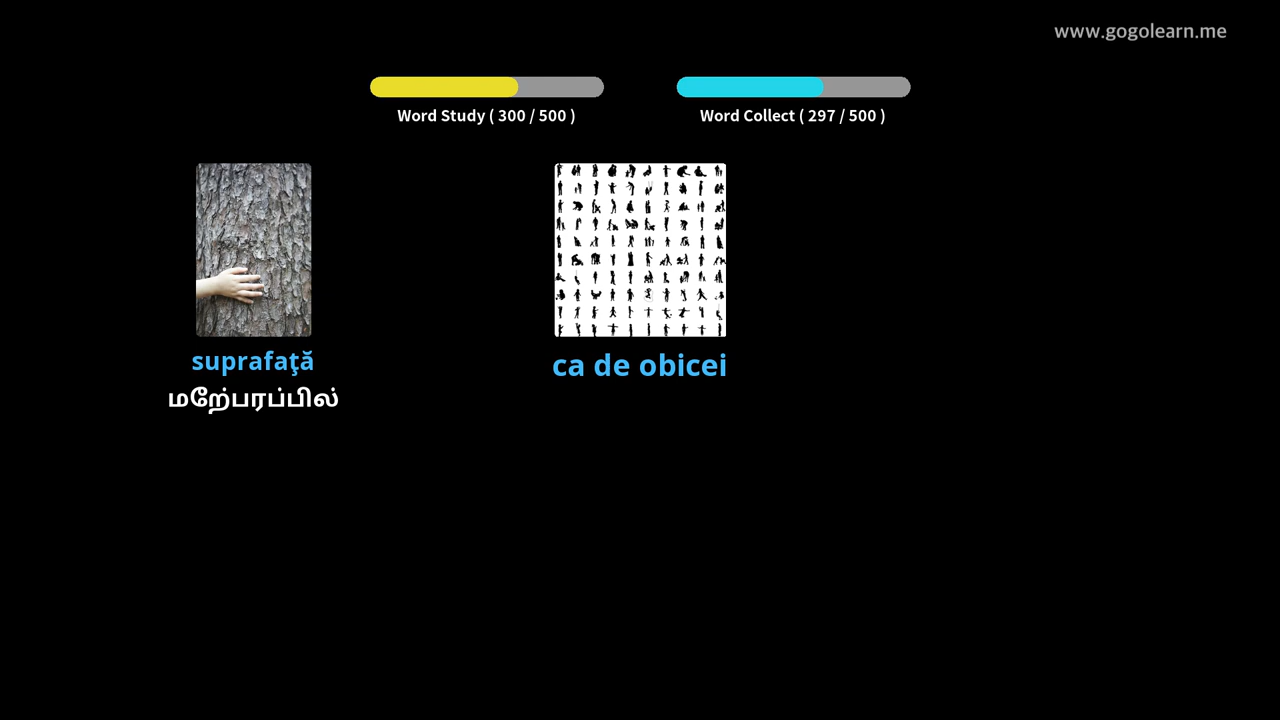 www.gogolearn.me
Word Study ( 300 / 500 )
Word Collect ( 297 / 500 )
suprafaţă
மறே்பரப்பில்
ca de obicei